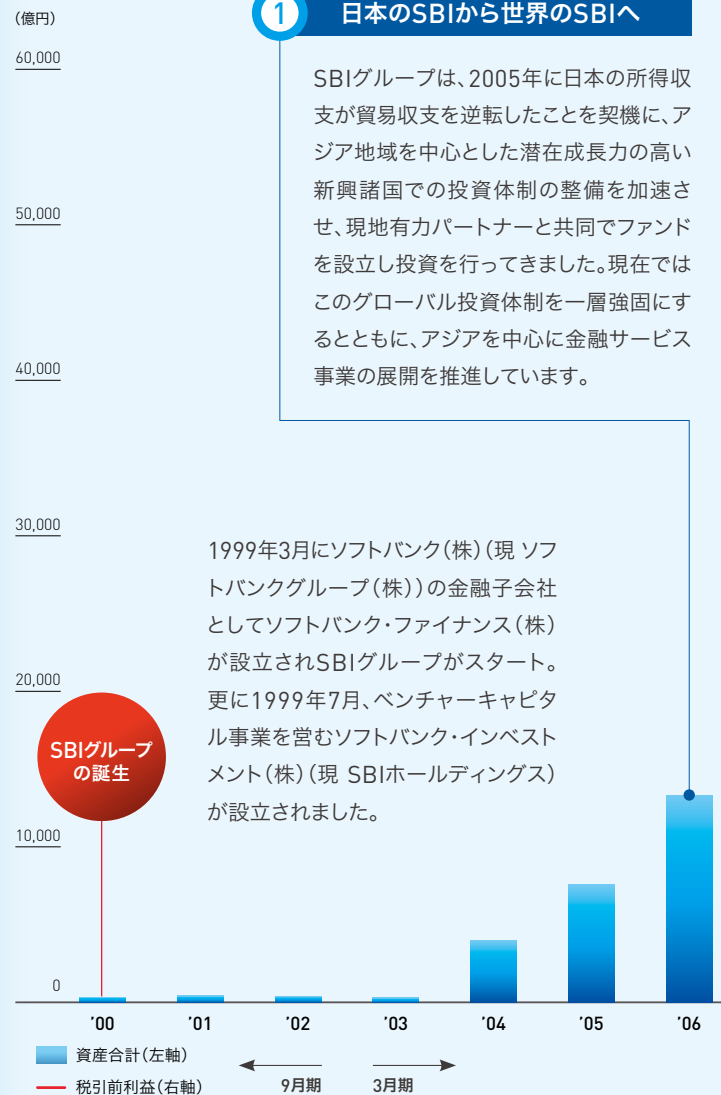 (億円)
1 日本のSBIから世界のSBIへ
60,000
SBIグループは、2005年に日本の所得収
支が貿易収支を逆転したことを契機に、ア
ジア地域を中心とした潜在成長力の高い
新興諸国での投資体制の整備を加速さ
せ、現地有力パートナーと共同でファンド
を設立し投資を行ってきました。現在では
このグローバル投資体制を一層強固にす
るとともに、アジアを中心に金融サービス
事業の展開を推進しています。
50,000
40,000
30,000
1999年3月にソフトバンク(株)(現 ソフ
トバンクグループ(株))の金融子会社
としてソフトバンク・ファイナンス(株)
が設立されSBIグループがスタート。
更に1999年7月、ベンチャーキャピタ
ル事業を営むソフトバンク・インベスト
メント(株)(現 SBIホールディングス)
が設立されました。
20,000
SBIグループ
の誕生
10,000
0
'00 '01 '02 '03 '04 '05 '06
資産合計(左軸)
税引前利益(右軸)
9月期 3月期